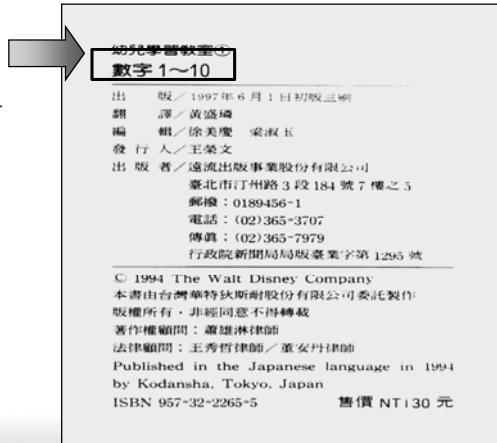 幼兒學習教室①
數字1～10
出　　版／1997年6月1日初版三刷
翻　　譯／黃盛璘
編　　輯／徐美慶　梁淑玉
發 行 人／王榮文
出 版 者／遠流出版事業股份有限公司
臺北市汀州路3段184號7樓之5
郵撥：0189456-1
電話：(02)365-3707
傳真：(02)365-7979
行政院新聞局局版臺業字第1295號
© 1994 The Walt Disney Company
本書由台灣華特狄斯耐股份有限公司委託製作
版權所有・非經同意不得轉載
著作權顧問：蕭雄淋律師
法律顧問：王秀哲律師／董安丹律師
Published in the Japanese language in 1994
by Kodansha, Tokyo, Japan
ISBN 957-32-2265-5　　售價 NT130 元